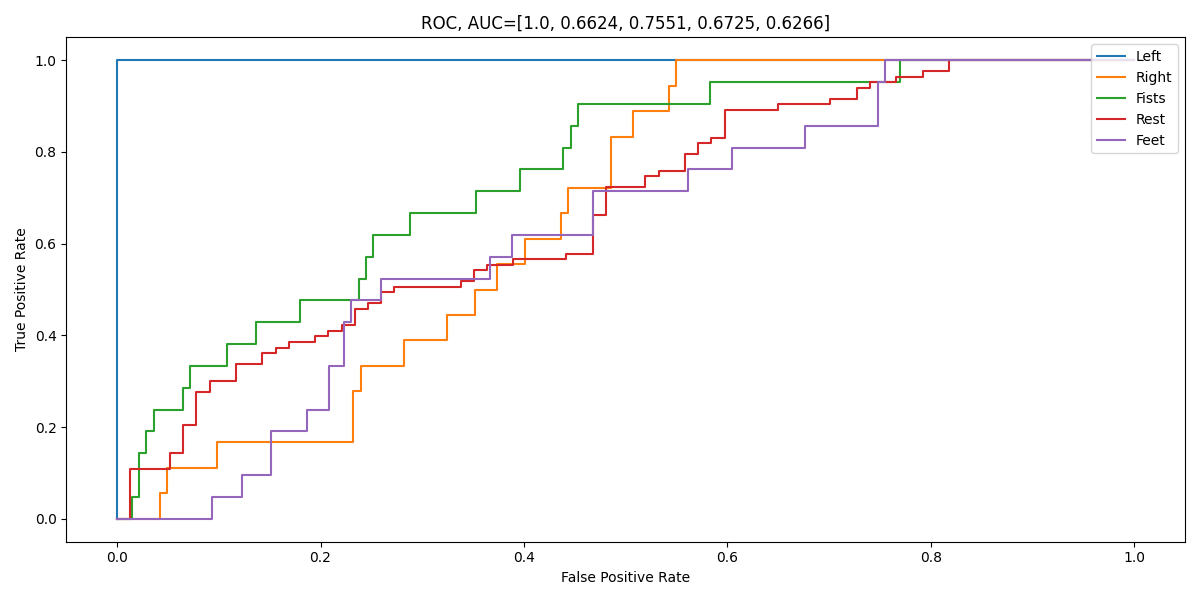 ROC, AUC=[1.0, 0.6624, 0.7551, 0.6725, 0.6266]
Left
Right
Fists
Rest
Feet
True Positive Rate
1.0
0.8
0.6
0.4
0.2
0.0
0.0 0.2 0.4 0.6 0.8 1.0
False Positive Rate